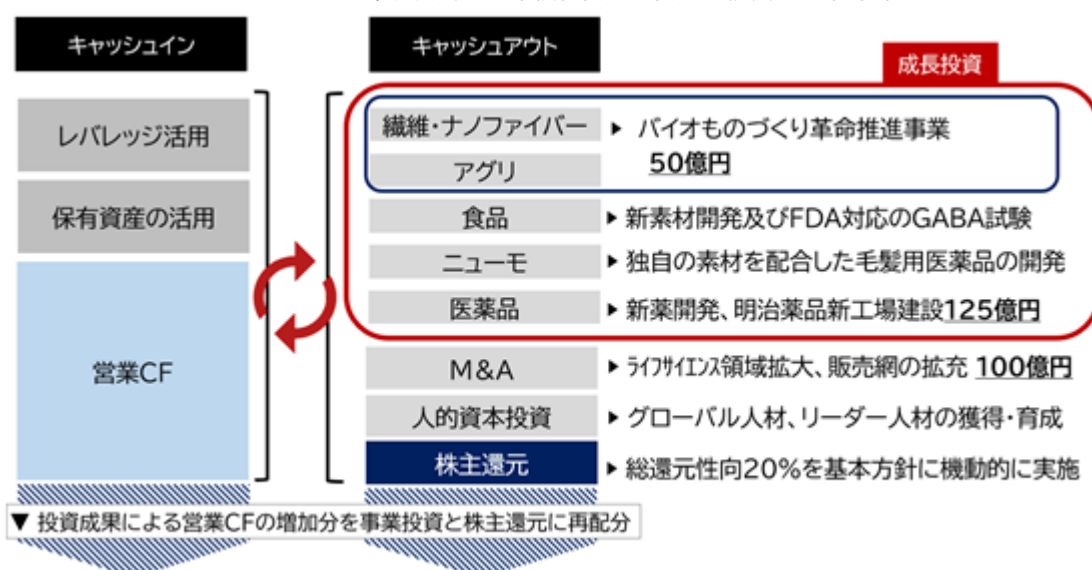 キャッシュイン
キャッシュアウト
成長投資
レバレッジ活用
保有資産の活用
営業CF
繊維・ナノファイバー
▶ バイオものづくり革命推進事業
50億円
アグリ
食品
▶ 新素材開発及びFDA対応のGABA試験
ニューモ
▶ 独自の素材を配合した毛髪用医薬品の開発
医薬品
▶ 新薬開発、明治薬品新工場建設125億円
M&A
▶ ﾗｲﾌｻｲｴﾝｽ領域拡大、販売網の拡充 100億円
人的資本投資
▶ グローバル人材、リーダー人材の獲得・育成
株主還元
▶ 総還元性向20%を基本方針に機動的に実施
▼ 投資成果による営業CFの増加分を事業投資と株主還元に再配分